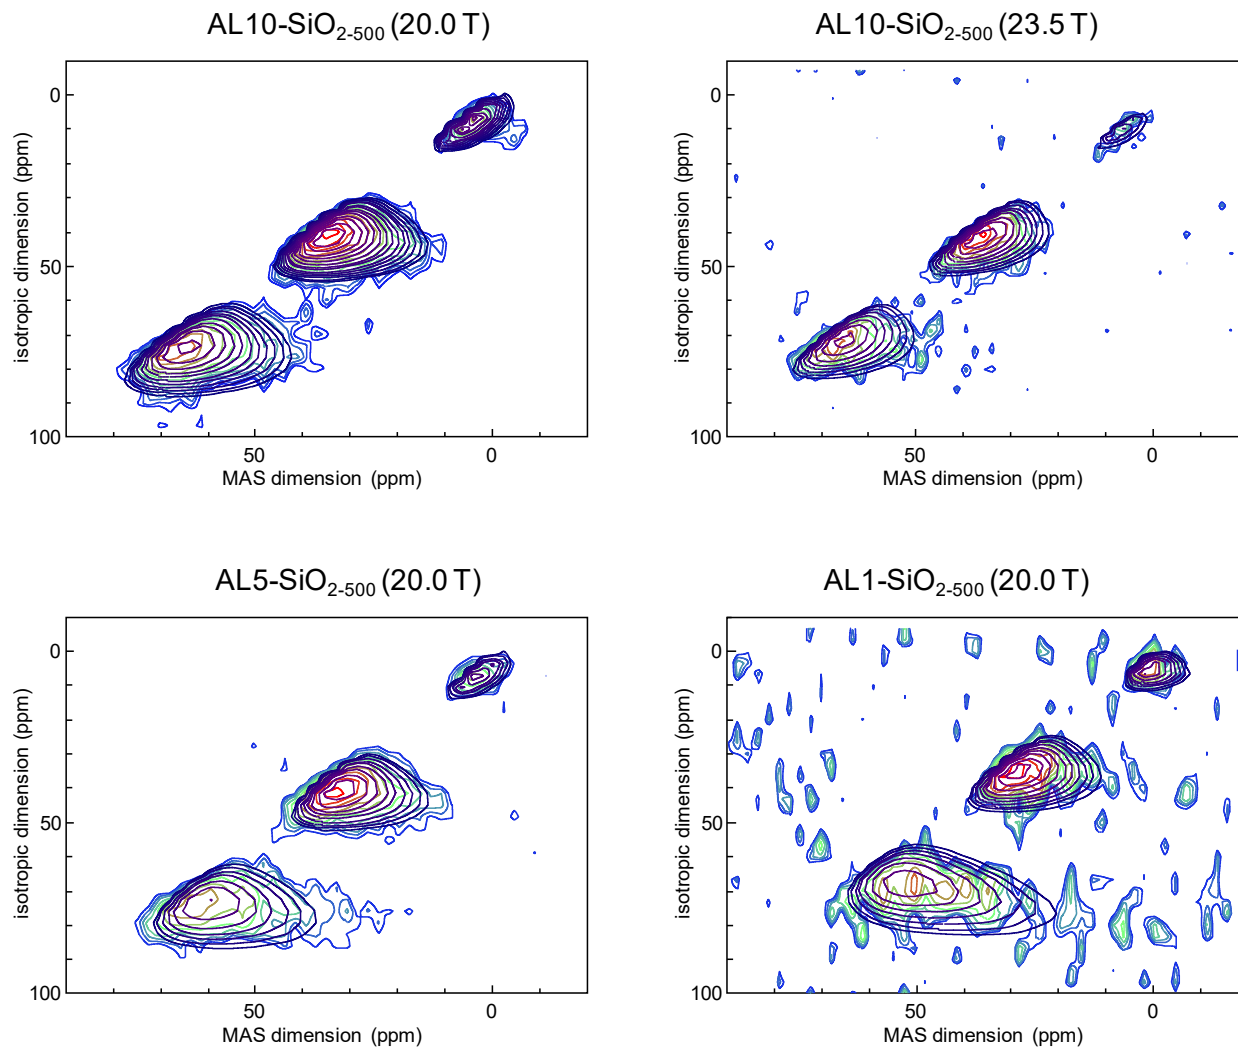 AL10-SiO2-500 (20.0 T)
0
50
100
isotropic dimension (ppm)
50
0
MAS dimension (ppm)
AL10-SiO2-500 (23.5 T)
0
50
100
isotropic dimension (ppm)
50
0
MAS dimension (ppm)
AL5-SiO2-500 (20.0 T)
0
50
100
isotropic dimension (ppm)
50
0
MAS dimension (ppm)
AL1-SiO2-500 (20.0 T)
0
50
100
isotropic dimension (ppm)
50
0
MAS dimension (ppm)